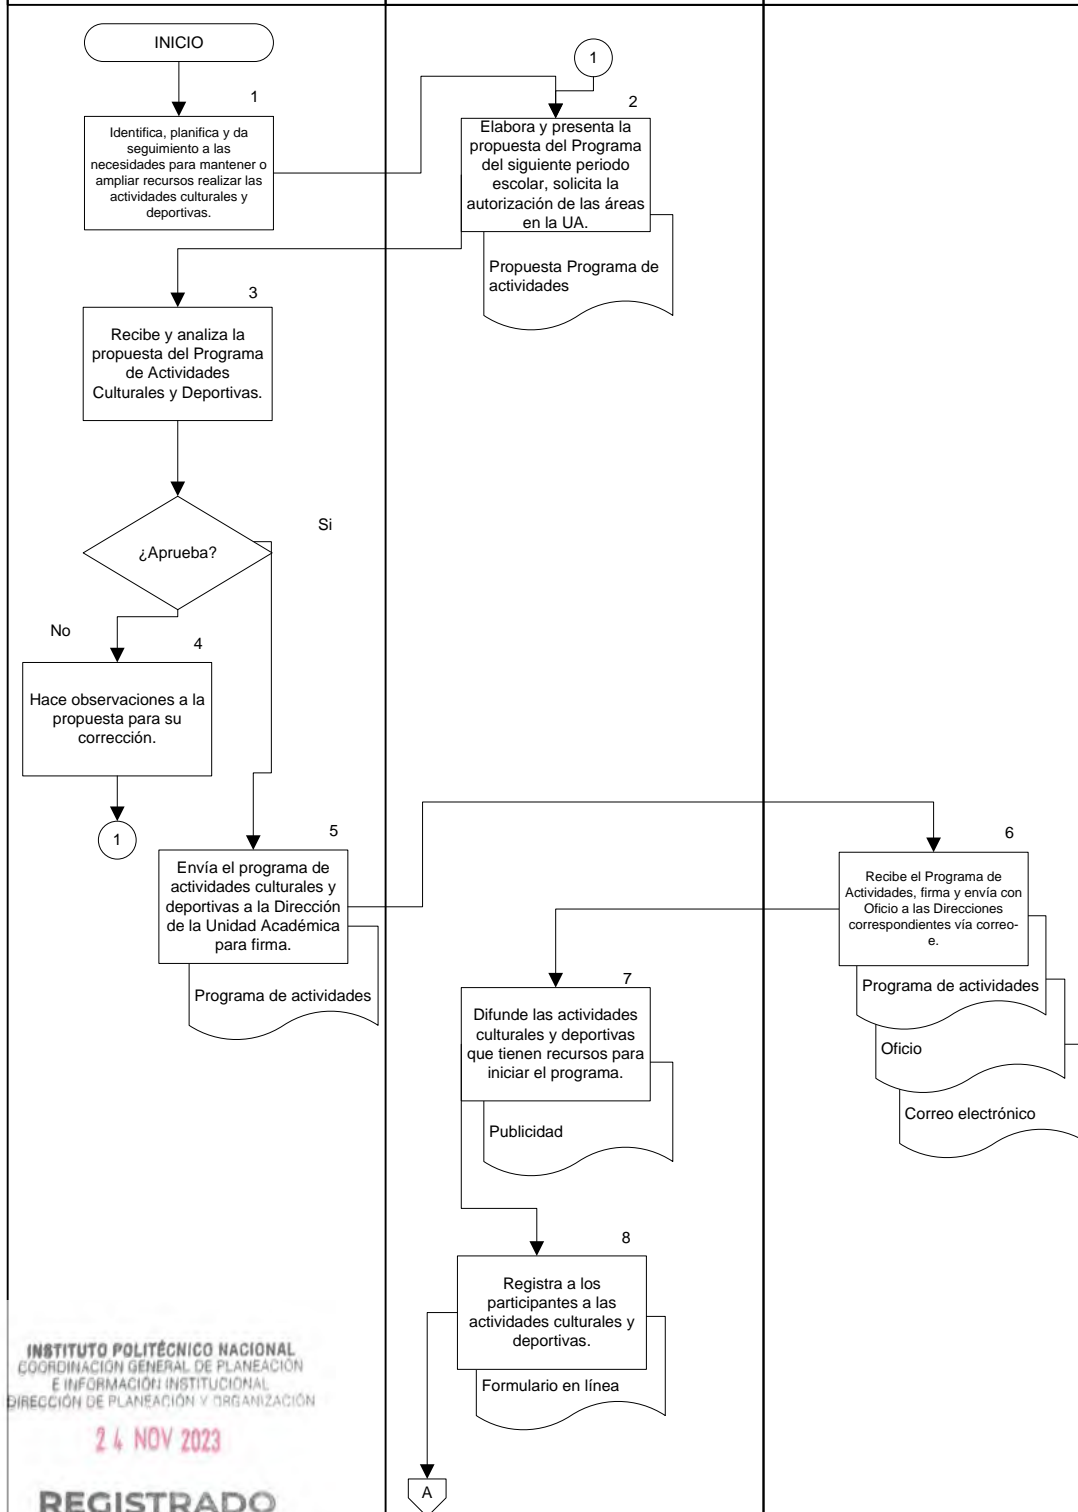 INICIO
1
1
Identifica, planifica y da
seguimiento a las
necesidades para mantener o
ampliar recursos realizar las
actividades culturales y
deportivas.
2
Elabora y presenta la
propuesta del Programa
del siguiente periodo
escolar, solicita la
autorización de las áreas
en la UA.
Propuesta Programa de
actividades
3
Recibe y analiza la
propuesta del Programa
de Actividades
Culturales y Deportivas.
¿Aprueba?
Si
No
4
Hace observaciones a la
propuesta para su
corrección.
1
5
Envía el programa de
actividades culturales y
deportivas a la Dirección
de la Unidad Académica
para firma.
Programa de actividades
6
Recibe el Programa de
Actividades, firma y envía con
Oficio a las Direcciones
correspondientes vía correo-
e.
Programa de actividades
Oficio
Correo electrónico
7
Difunde las actividades
culturales y deportivas
que tienen recursos para
iniciar el programa.
Publicidad
8
Registra a los
participantes a las
actividades culturales y
deportivas.
Formulario en línea
A
INSTITUTO POLITÉCNICO NACIONAL
COORDINACIÓN GENERAL DE PLANEACIÓN
E INFORMACIÓN INSTITUCIONAL
DIRECCIÓN DE PLANEACIÓN Y ORGANIZACIÓN
24 NOV 2023
REGISTRADO